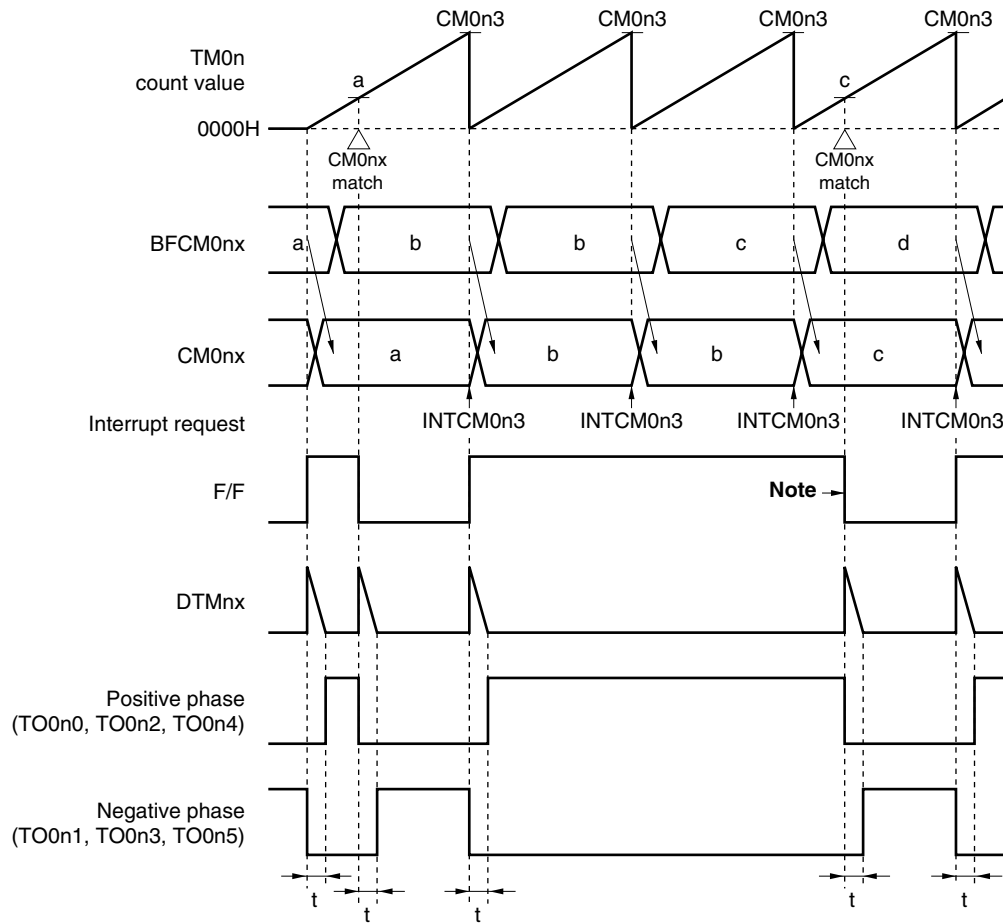 CM0n3 CM0n3 CM0n3 CM0n3
TM0n
count value
a c
0000H
CM0nx
match
CM0nx
match
BFCM0nx a b b c d
CM0nx a b b c
Interrupt request INTCM0n3 INTCM0n3 INTCM0n3 INTCM0n3
F/F Note
DTMnx
Positive phase
(TO0n0, TO0n2, TO0n4)
Negative phase
(TO0n1, TO0n3, TO0n5)
t t t t t